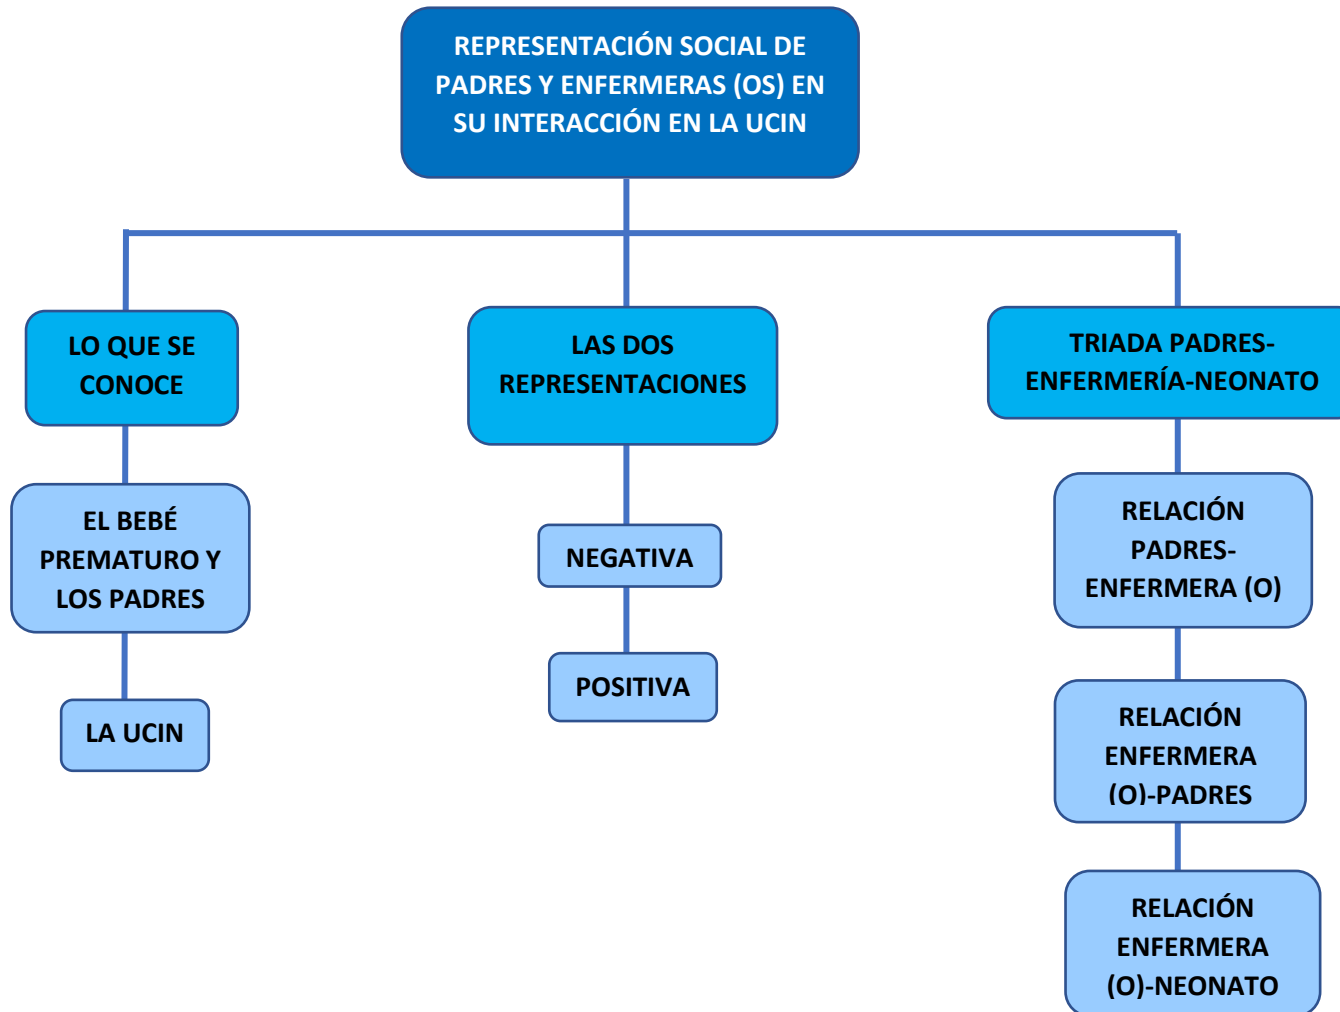 REPRESENTACIÓN SOCIAL DE
PADRES Y ENFERMERAS (OS) EN
SU INTERACCIÓN EN LA UCIN
LO QUE SE
CONOCE
EL BEBÉ
PREMATURO Y
LOS PADRES
LA UCIN
LAS DOS
REPRESENTACIONES
NEGATIVA
POSITIVA
TRIADA PADRES-
ENFERMERÍA-NEONATO
RELACIÓN
PADRES-
ENFERMERA (O)
RELACIÓN
ENFERMERA
(O)-PADRES
RELACIÓN
ENFERMERA
(O)-NEONATO